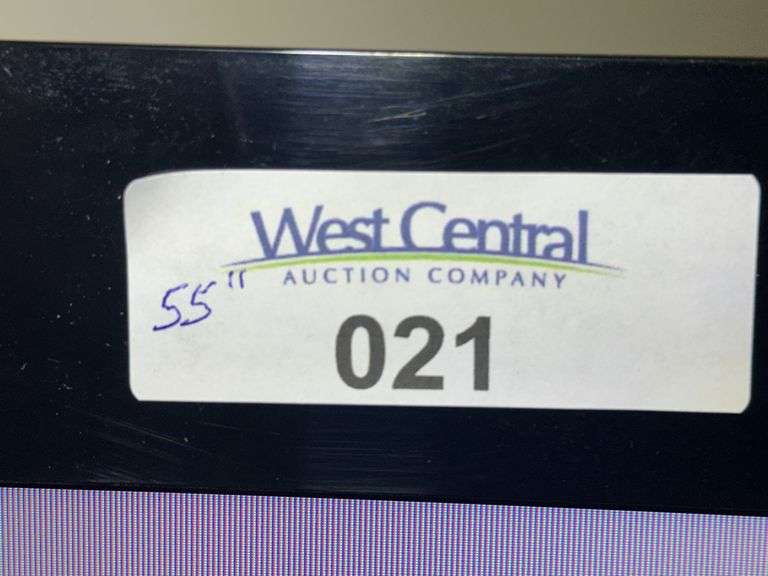 West Central
AUCTION COMPANY
55"
021